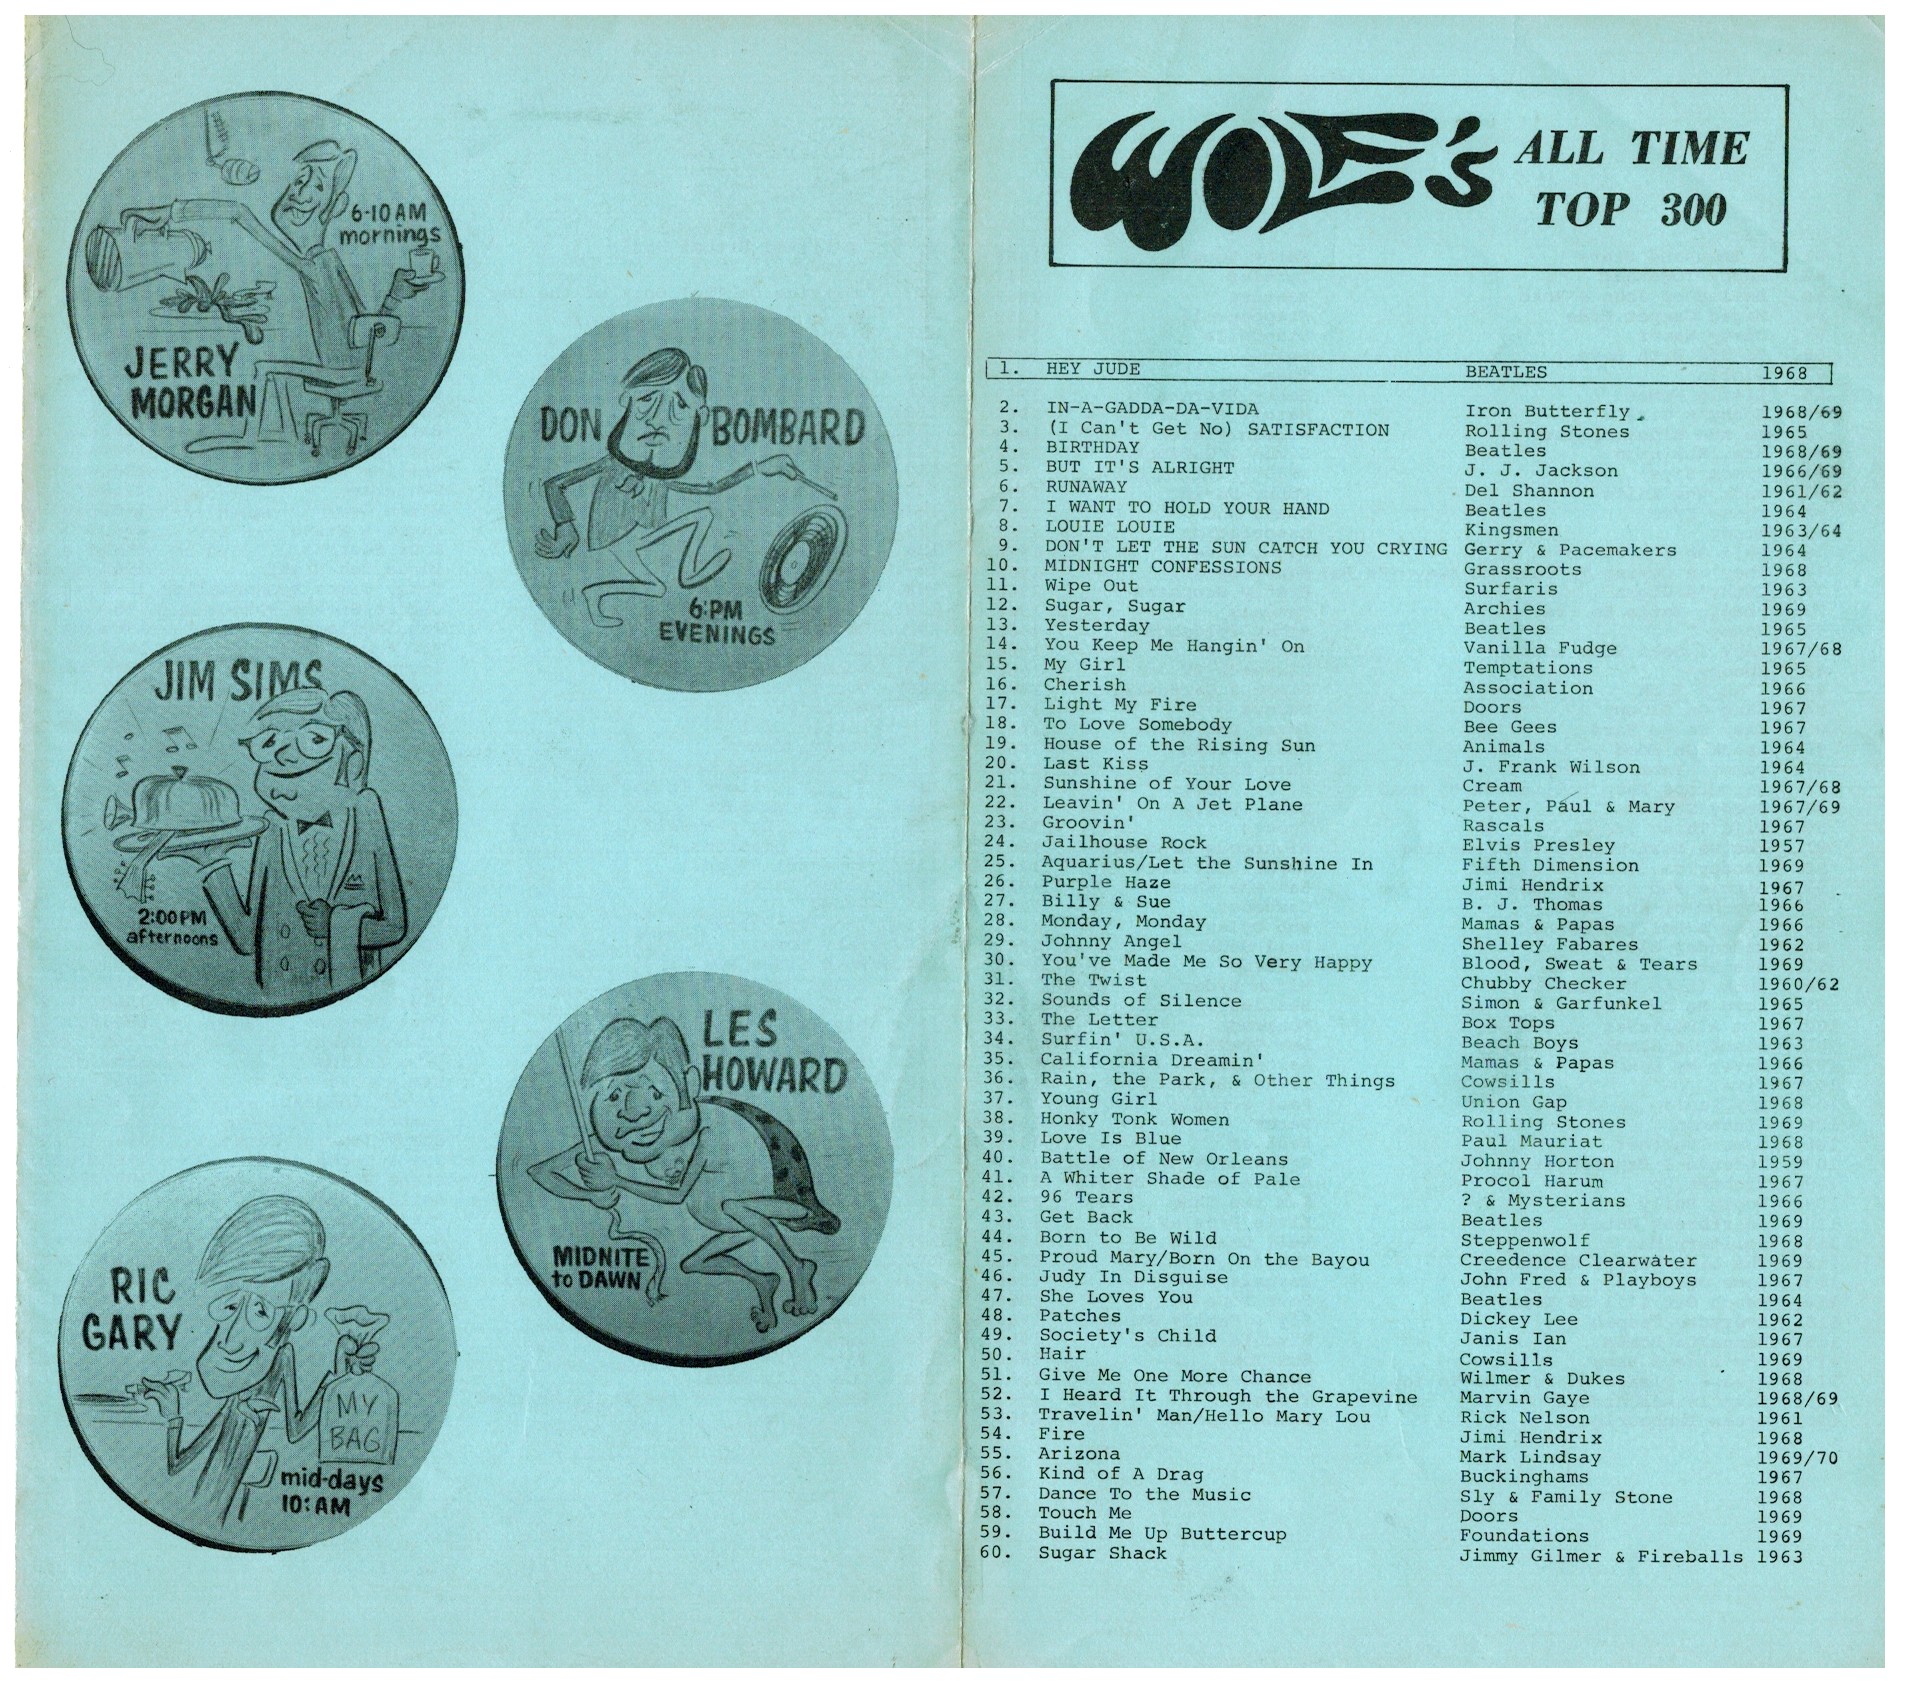 6-10 AM
mornings
JERRY
MORGAN
DON BOMBARD
6:PM
EVENINGS
JIM SIMS
2:00 PM
afternoons
LES
HOWARD
MIDNITE
to DAWN
RIC
GARY
MY
BAG
mid-days
10:AM
WOLF's ALL TIME
TOP 300
1. HEY JUDE BEATLES 1968
2. IN-A-GADDA-DA-VIDA Iron Butterfly 1968/69
3. (I Can't Get No) SATISFACTION Rolling Stones 1965
4. BIRTHDAY Beatles 1968/69
5. BUT IT'S ALRIGHT J. J. Jackson 1966/69
6. RUNAWAY Del Shannon 1961/62
7. I WANT TO HOLD YOUR HAND Beatles 1964
8. LOUIE LOUIE Kingsmen 1963/64
9. DON'T LET THE SUN CATCH YOU CRYING Gerry & Pacemakers 1964
10. MIDNIGHT CONFESSIONS Grassroots 1968
11. Wipe Out Surfaris 1963
12. Sugar, Sugar Archies 1969
13. Yesterday Beatles 1965
14. You Keep Me Hangin' On Vanilla Fudge 1967/68
15. My Girl Temptations 1965
16. Cherish Association 1966
17. Light My Fire Doors 1967
18. To Love Somebody Bee Gees 1967
19. House of the Rising Sun Animals 1964
20. Last Kiss J. Frank Wilson 1964
21. Sunshine of Your Love Cream 1967/68
22. Leavin' On A Jet Plane Peter, Paul & Mary 1967/69
23. Groovin' Rascals 1967
24. Jailhouse Rock Elvis Presley 1957
25. Aquarius/Let the Sunshine In Fifth Dimension 1969
26. Purple Haze Jimi Hendrix 1967
27. Billy & Sue B. J. Thomas 1966
28. Monday, Monday Mamas & Papas 1966
29. Johnny Angel Shelley Fabares 1962
30. You've Made Me So Very Happy Blood, Sweat & Tears 1969
31. The Twist Chubby Checker 1960/62
32. Sounds of Silence Simon & Garfunkel 1965
33. The Letter Box Tops 1967
34. Surfin' U.S.A. Beach Boys 1963
35. California Dreamin' Mamas & Papas 1966
36. Rain, the Park, & Other Things Cowsills 1967
37. Young Girl Union Gap 1968
38. Honky Tonk Women Rolling Stones 1969
39. Love Is Blue Paul Mauriat 1968
40. Battle of New Orleans Johnny Horton 1959
41. A Whiter Shade of Pale Procol Harum 1967
42. 96 Tears ? & Mysterians 1966
43. Get Back Beatles 1969
44. Born to Be Wild Steppenwolf 1968
45. Proud Mary/Born On the Bayou Creedence Clearwater 1969
46. Judy In Disguise John Fred & Playboys 1967
47. She Loves You Beatles 1964
48. Patches Dickey Lee 1962
49. Society's Child Janis Ian 1967
50. Hair Cowsills 1969
51. Give Me One More Chance Wilmer & Dukes 1968
52. I Heard It Through the Grapevine Marvin Gaye 1968/69
53. Travelin' Man/Hello Mary Lou Rick Nelson 1961
54. Fire Jimi Hendrix 1968
55. Arizona Mark Lindsay 1969/70
56. Kind of A Drag Buckinghams 1967
57. Dance To the Music Sly & Family Stone 1968
58. Touch Me Doors 1969
59. Build Me Up Buttercup Foundations 1969
60. Sugar Shack Jimmy Gilmer & Fireballs 1963